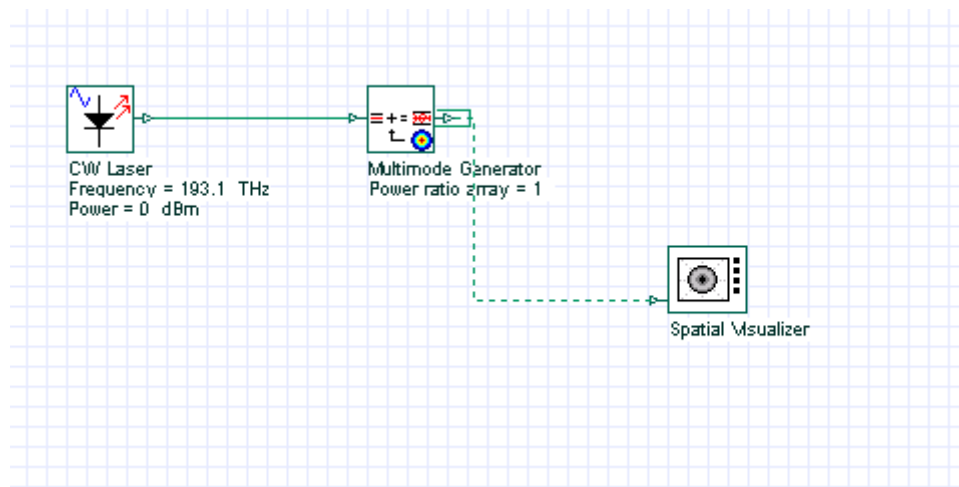 CW Laser
Frequency = 193.1 THz
Power = 0 dBm
Multimode Generator
Power ratio array = 1
Spatial Visualizer